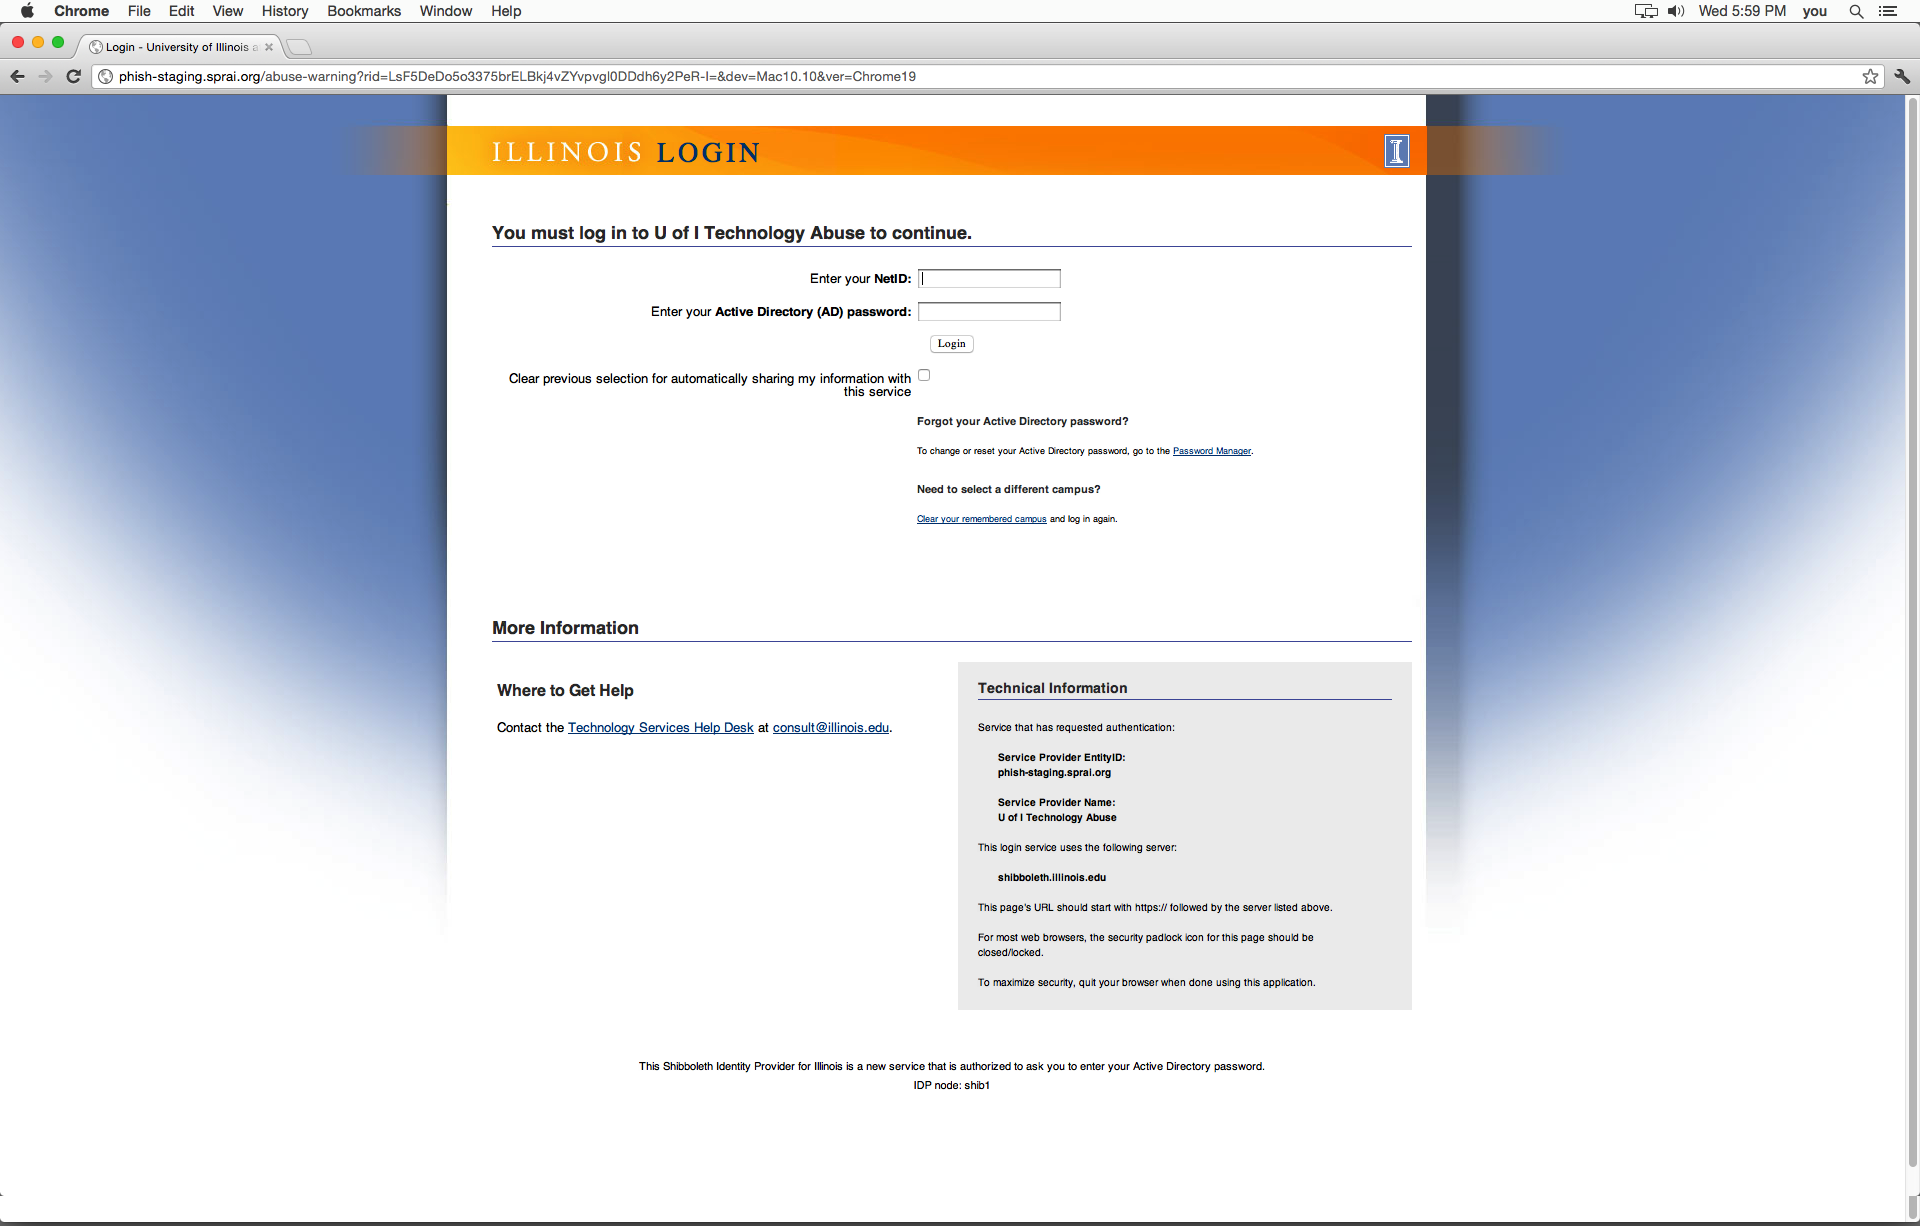 Chrome File Edit View History Bookmarks Window Help Wed 5:59 PM you
Login - University of Illinois a
phish-staging.sprai.org/abuse-warning?rid=LsF5DeDo5o3375brELBkj4vZYvpvgl0DDdh6y2PeR-I=&dev=Mac10.10&ver=Chrome19
ILLINOIS LOGIN
I
You must log in to U of I Technology Abuse to continue.
Enter your NetID:
Enter your Active Directory (AD) password:
Login
Clear previous selection for automatically sharing my information with
this service
Forgot your Active Directory password?
To change or reset your Active Directory password, go to the Password Manager.
Need to select a different campus?
Clear your remembered campus and log in again.
More Information
Where to Get Help
Contact the Technology Services Help Desk at consult@illinois.edu.
Technical Information
Service that has requested authentication:
Service Provider EntityID:
phish-staging.sprai.org
Service Provider Name:
U of I Technology Abuse
This login service uses the following server:
shibboleth.illinois.edu
This page's URL should start with https:// followed by the server listed above.
For most web browsers, the security padlock icon for this page should be
closed/locked.
To maximize security, quit your browser when done using this application.
This Shibboleth Identity Provider for Illinois is a new service that is authorized to ask you to enter your Active Directory password.
IDP node: shib1